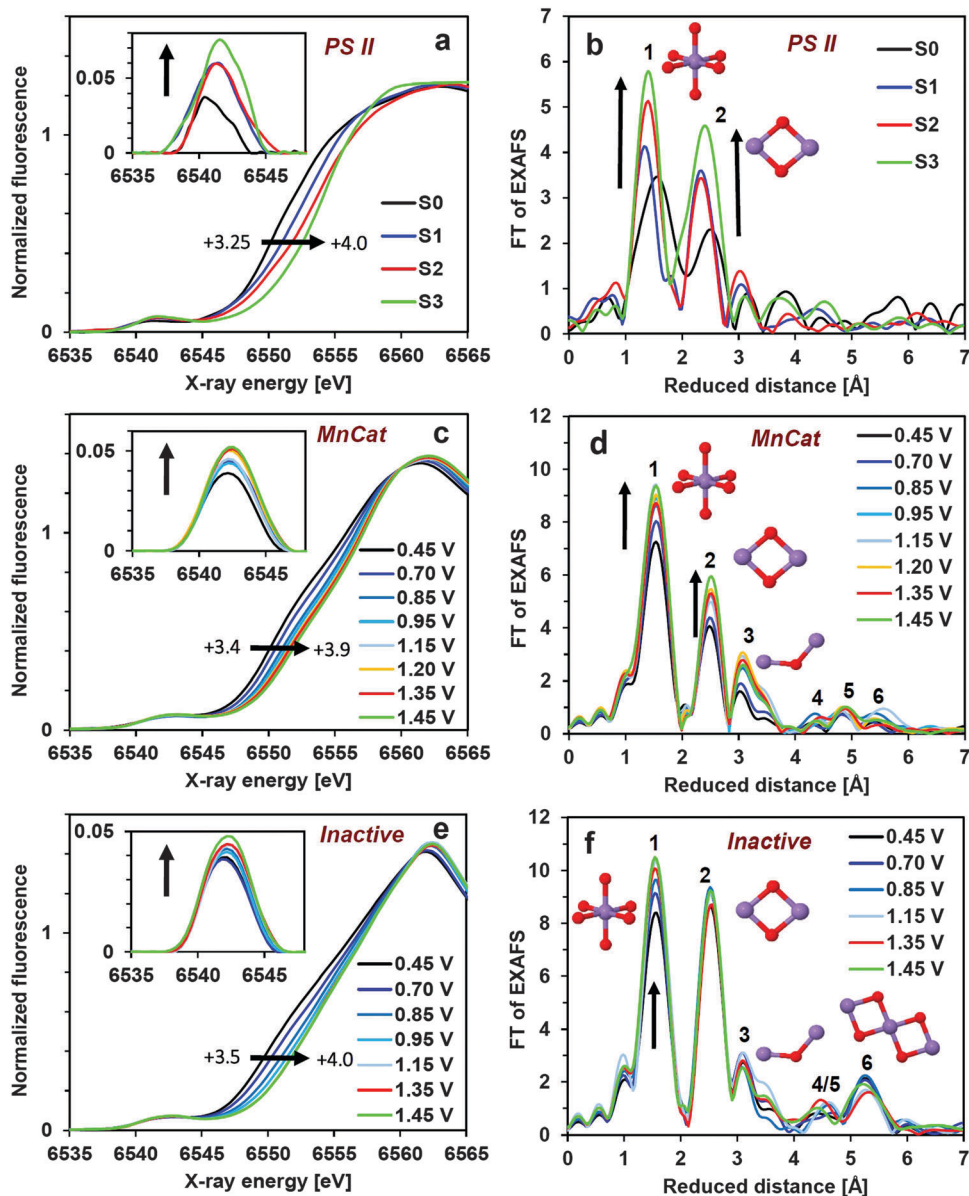 PS II
a
0.05
0
6535 6540 6545
+3.25
+4.0
S0
S1
S2
S3
Normalized fluorescence
1
0
6535 6540 6545 6550 6555 6560 6565
X-ray energy [eV]
b
PS II
1
2
S0
S1
S2
S3
FT of EXAFS
7
6
5
4
3
2
1
0
0 1 2 3 4 5 6 7
Reduced distance [Å]
MnCat
c
0.05
0
6535 6540 6545
+3.4
+3.9
0.45 V
0.70 V
0.85 V
0.95 V
1.15 V
1.20 V
1.35 V
1.45 V
Normalized fluorescence
1
0
6535 6540 6545 6550 6555 6560 6565
X-ray energy [eV]
d
MnCat
1
2
3
4
5
6
0.45 V
0.70 V
0.85 V
0.95 V
1.15 V
1.20 V
1.35 V
1.45 V
FT of EXAFS
12
10
8
6
4
2
0
0 1 2 3 4 5 6 7
Reduced distance [Å]
Inactive
e
0.05
0
6535 6540 6545
+3.5
+4.0
0.45 V
0.70 V
0.85 V
0.95 V
1.15 V
1.35 V
1.45 V
Normalized fluorescence
1
0
6535 6540 6545 6550 6555 6560 6565
X-ray energy [eV]
f
Inactive
1
2
3
4/5
6
0.45 V
0.70 V
0.85 V
1.15 V
1.35 V
1.45 V
FT of EXAFS
12
10
8
6
4
2
0
0 1 2 3 4 5 6 7
Reduced distance [Å]